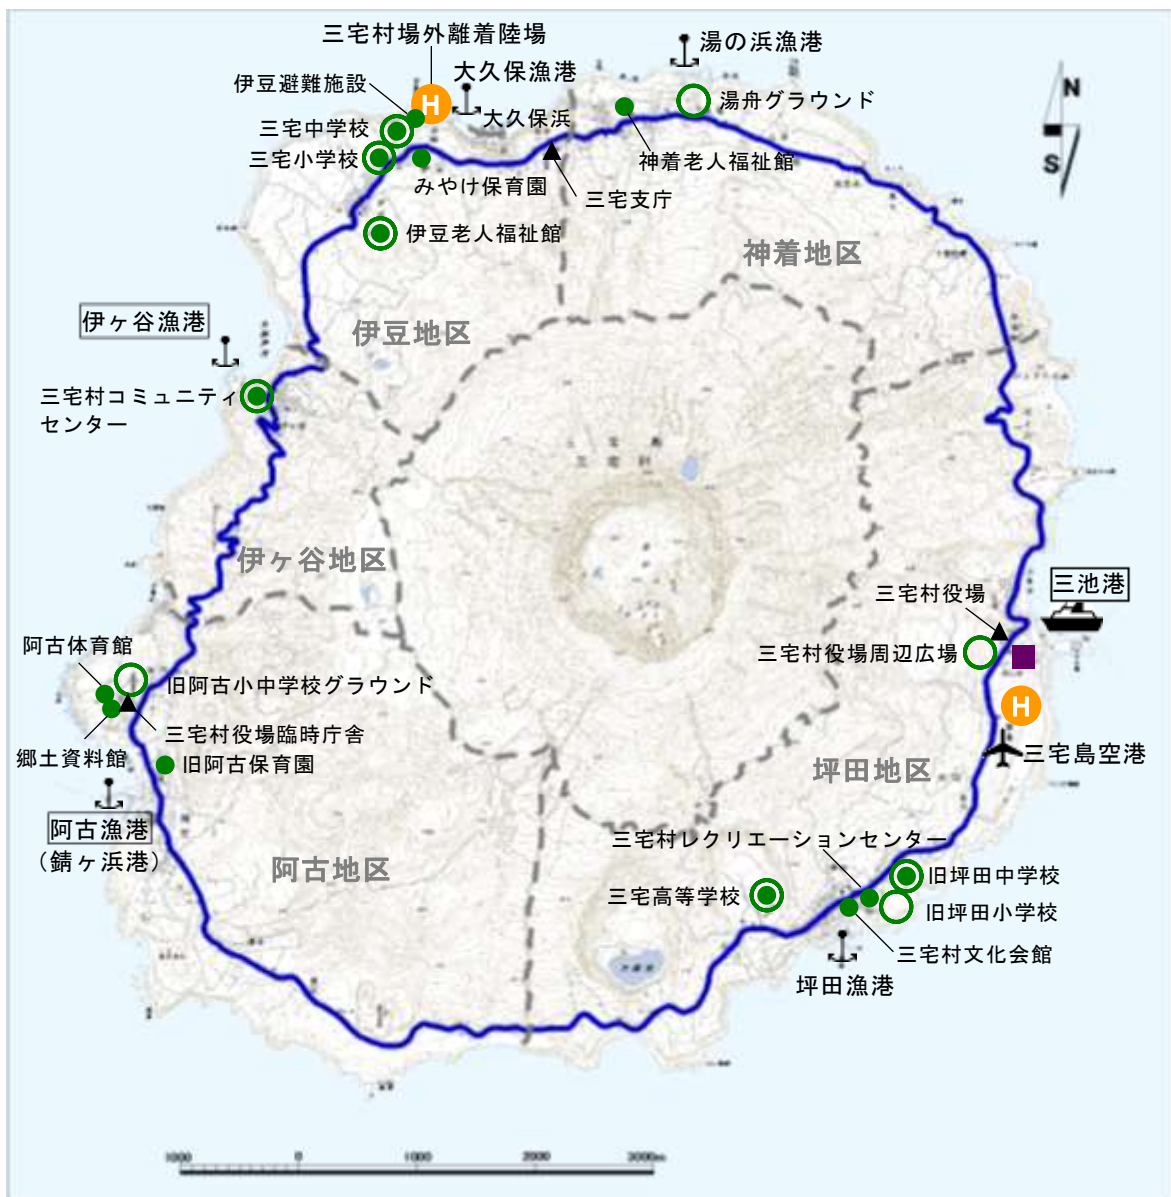 三宅村場外離着陸場
湯の浜漁港
大久保漁港
伊豆避難施設
H
湯舟グラウンド
N
大久保浜
三宅中学校
三宅小学校
神着老人福祉館
S
みやけ保育園
三宅支庁
伊豆老人福祉館
神着地区
伊ヶ谷漁港
伊豆地区
三宅村コミュニティ
センター
伊ヶ谷地区
三池港
三宅村役場
阿古体育館
三宅村役場周辺広場
旧阿古小中学校グラウンド
H
三宅村役場臨時庁舎
郷土資料館
旧阿古保育園
三宅島空港
坪田地区
阿古漁港
(錆ヶ浜港)
三宅村レクリエーションセンター
阿古地区
旧坪田中学校
三宅高等学校
旧坪田小学校
三宅村文化会館
坪田漁港
1000 0 1000 2000 3000m